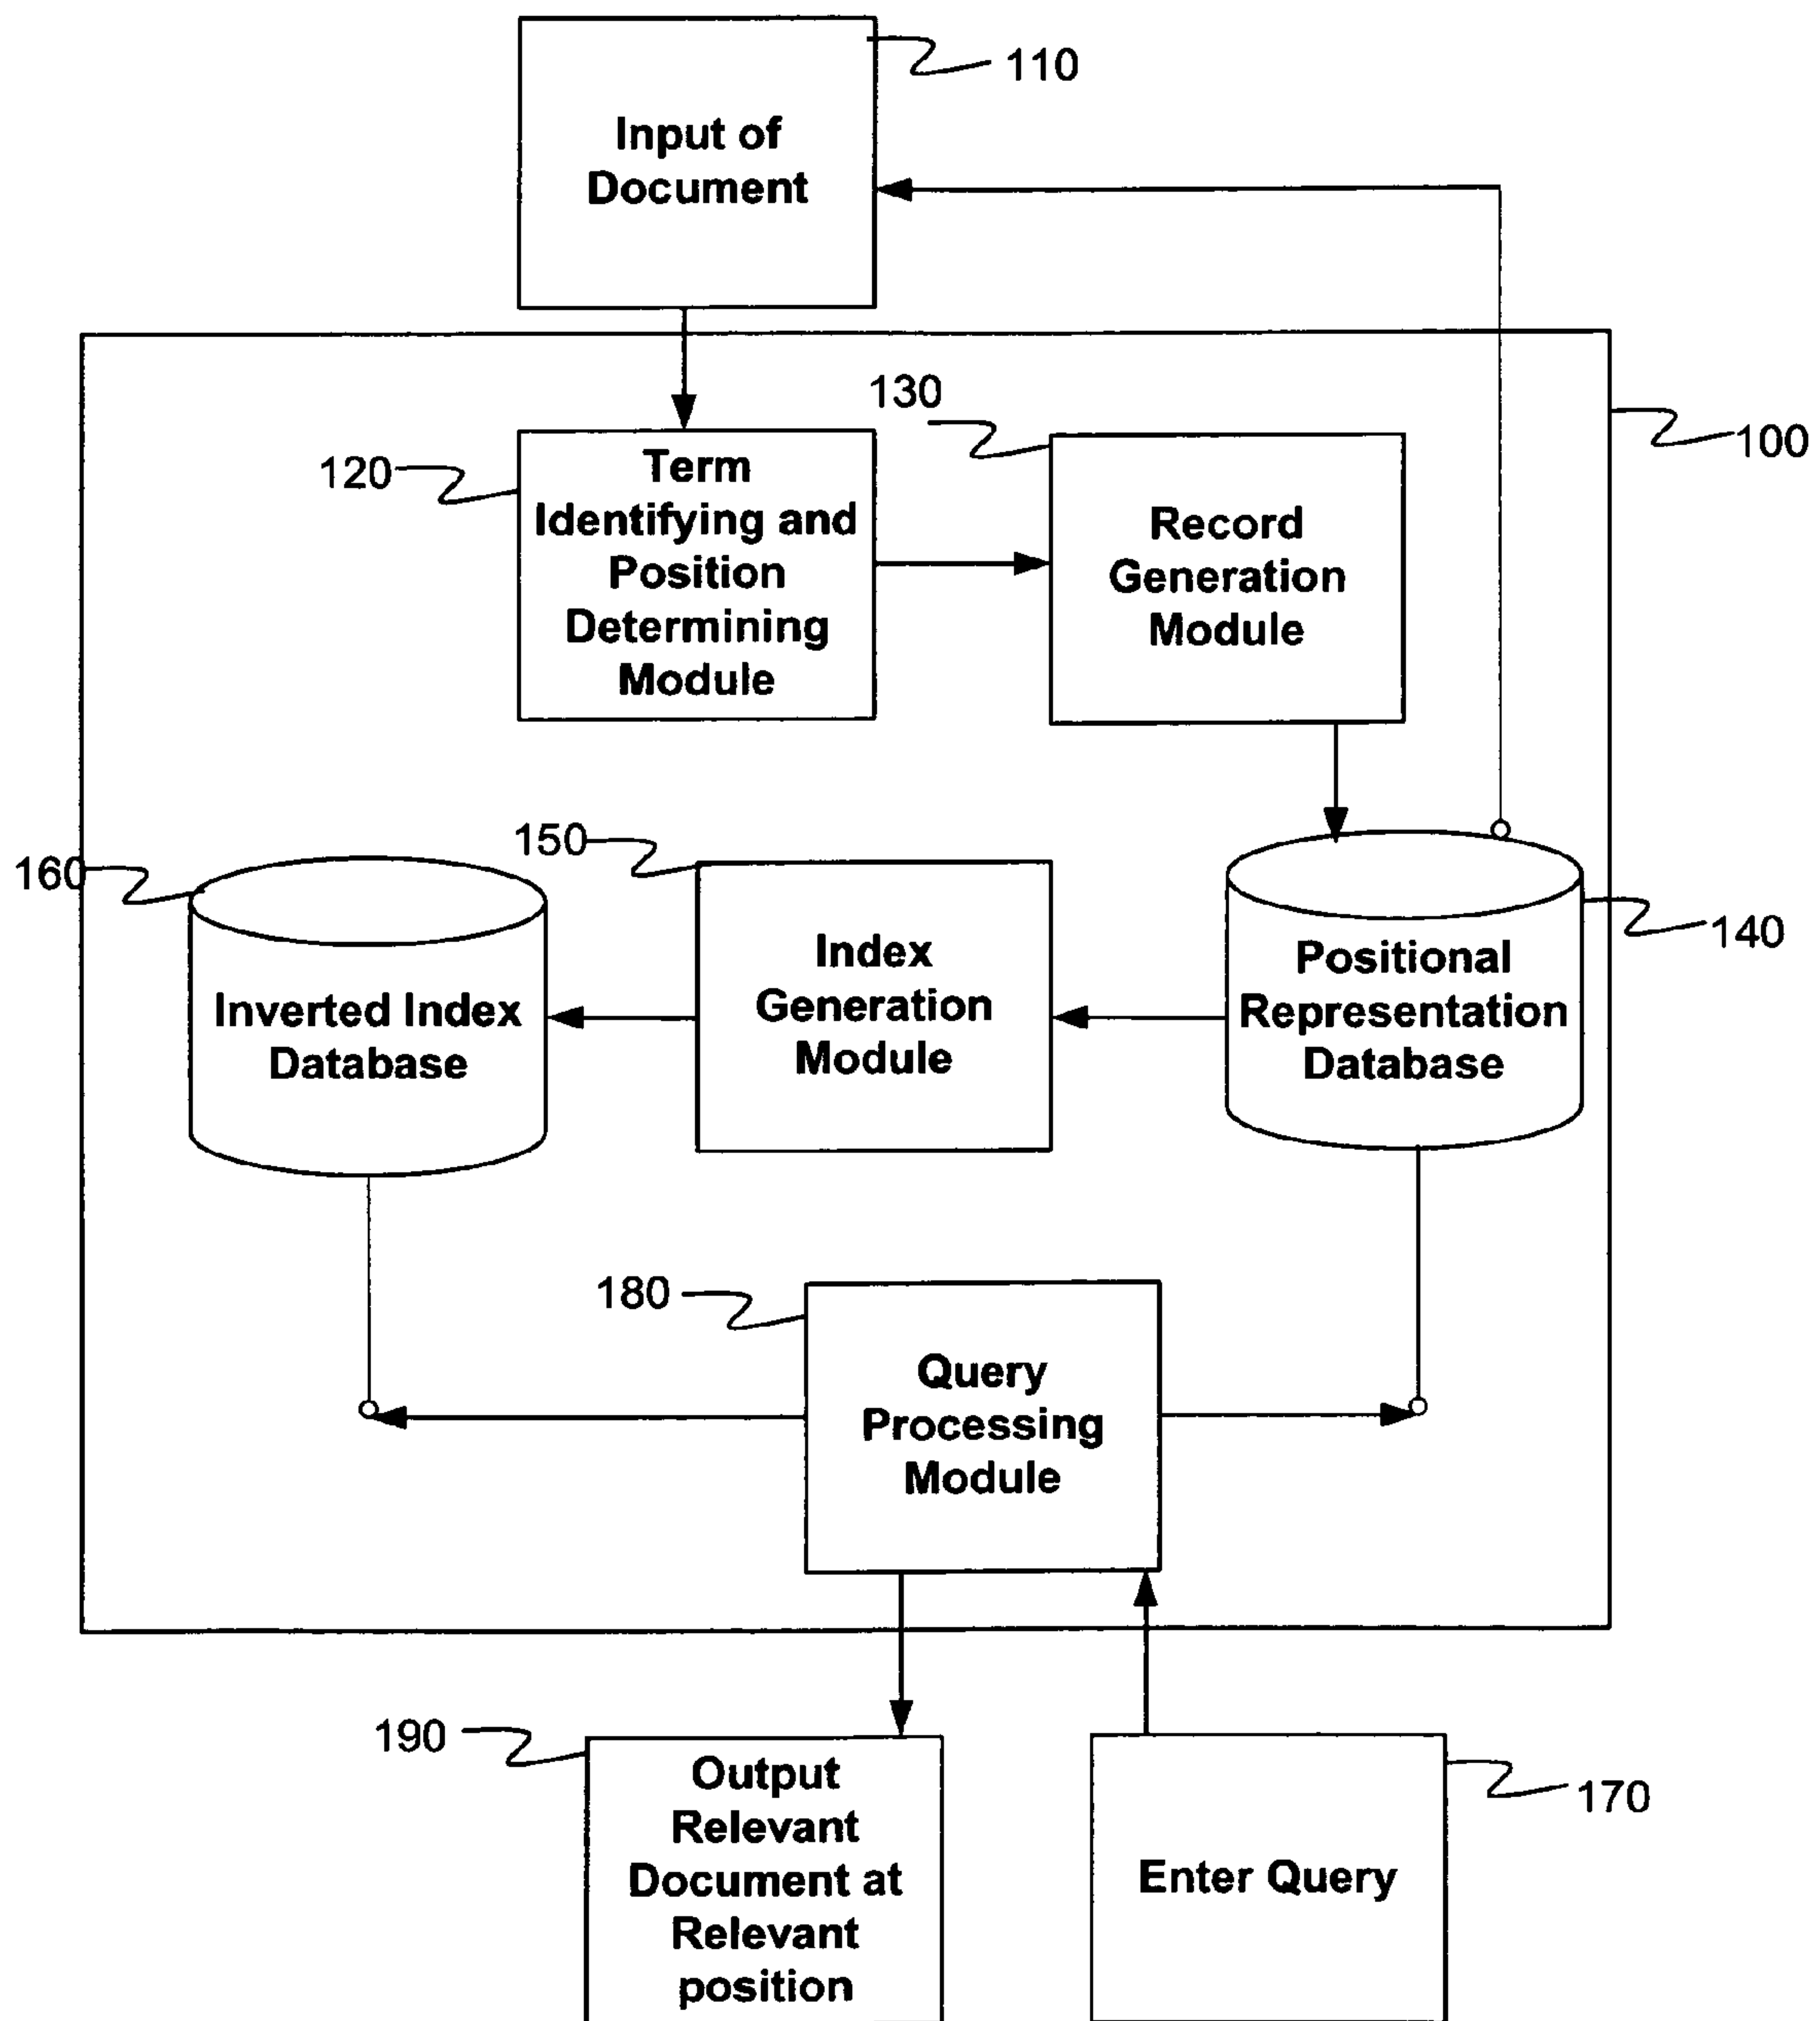 110
Input of
Document
100
130
120
Term
Identifying and
Position
Determining
Module
Record
Generation
Module
150
160
140
Inverted Index
Database
Index
Generation
Module
Positional
Representation
Database
180
Query
Processing
Module
190
Output
Relevant
Document at
Relevant
position
170
Enter Query